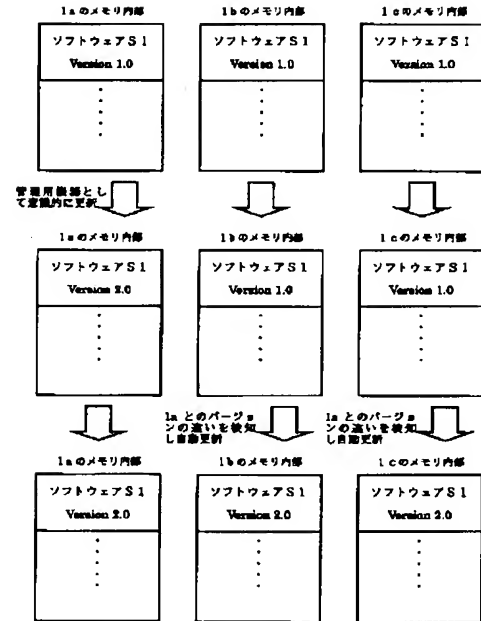 1aのメモリ内部
1bのメモリ内部
1cのメモリ内部
ソフトウェアS1
Version 1.0
ソフトウェアS1
Version 1.0
ソフトウェアS1
Version 1.0
管理用機器とし
て意識的に更新
1aのメモリ内部
1bのメモリ内部
1cのメモリ内部
ソフトウェアS1
Version 2.0
ソフトウェアS1
Version 1.0
ソフトウェアS1
Version 1.0
1aとのバージョ
ンの違いを検知
し自動更新
1aとのバージョ
ンの違いを検知
し自動更新
1aのメモリ内部
1bのメモリ内部
1cのメモリ内部
ソフトウェアS1
Version 2.0
ソフトウェアS1
Version 2.0
ソフトウェアS1
Version 2.0